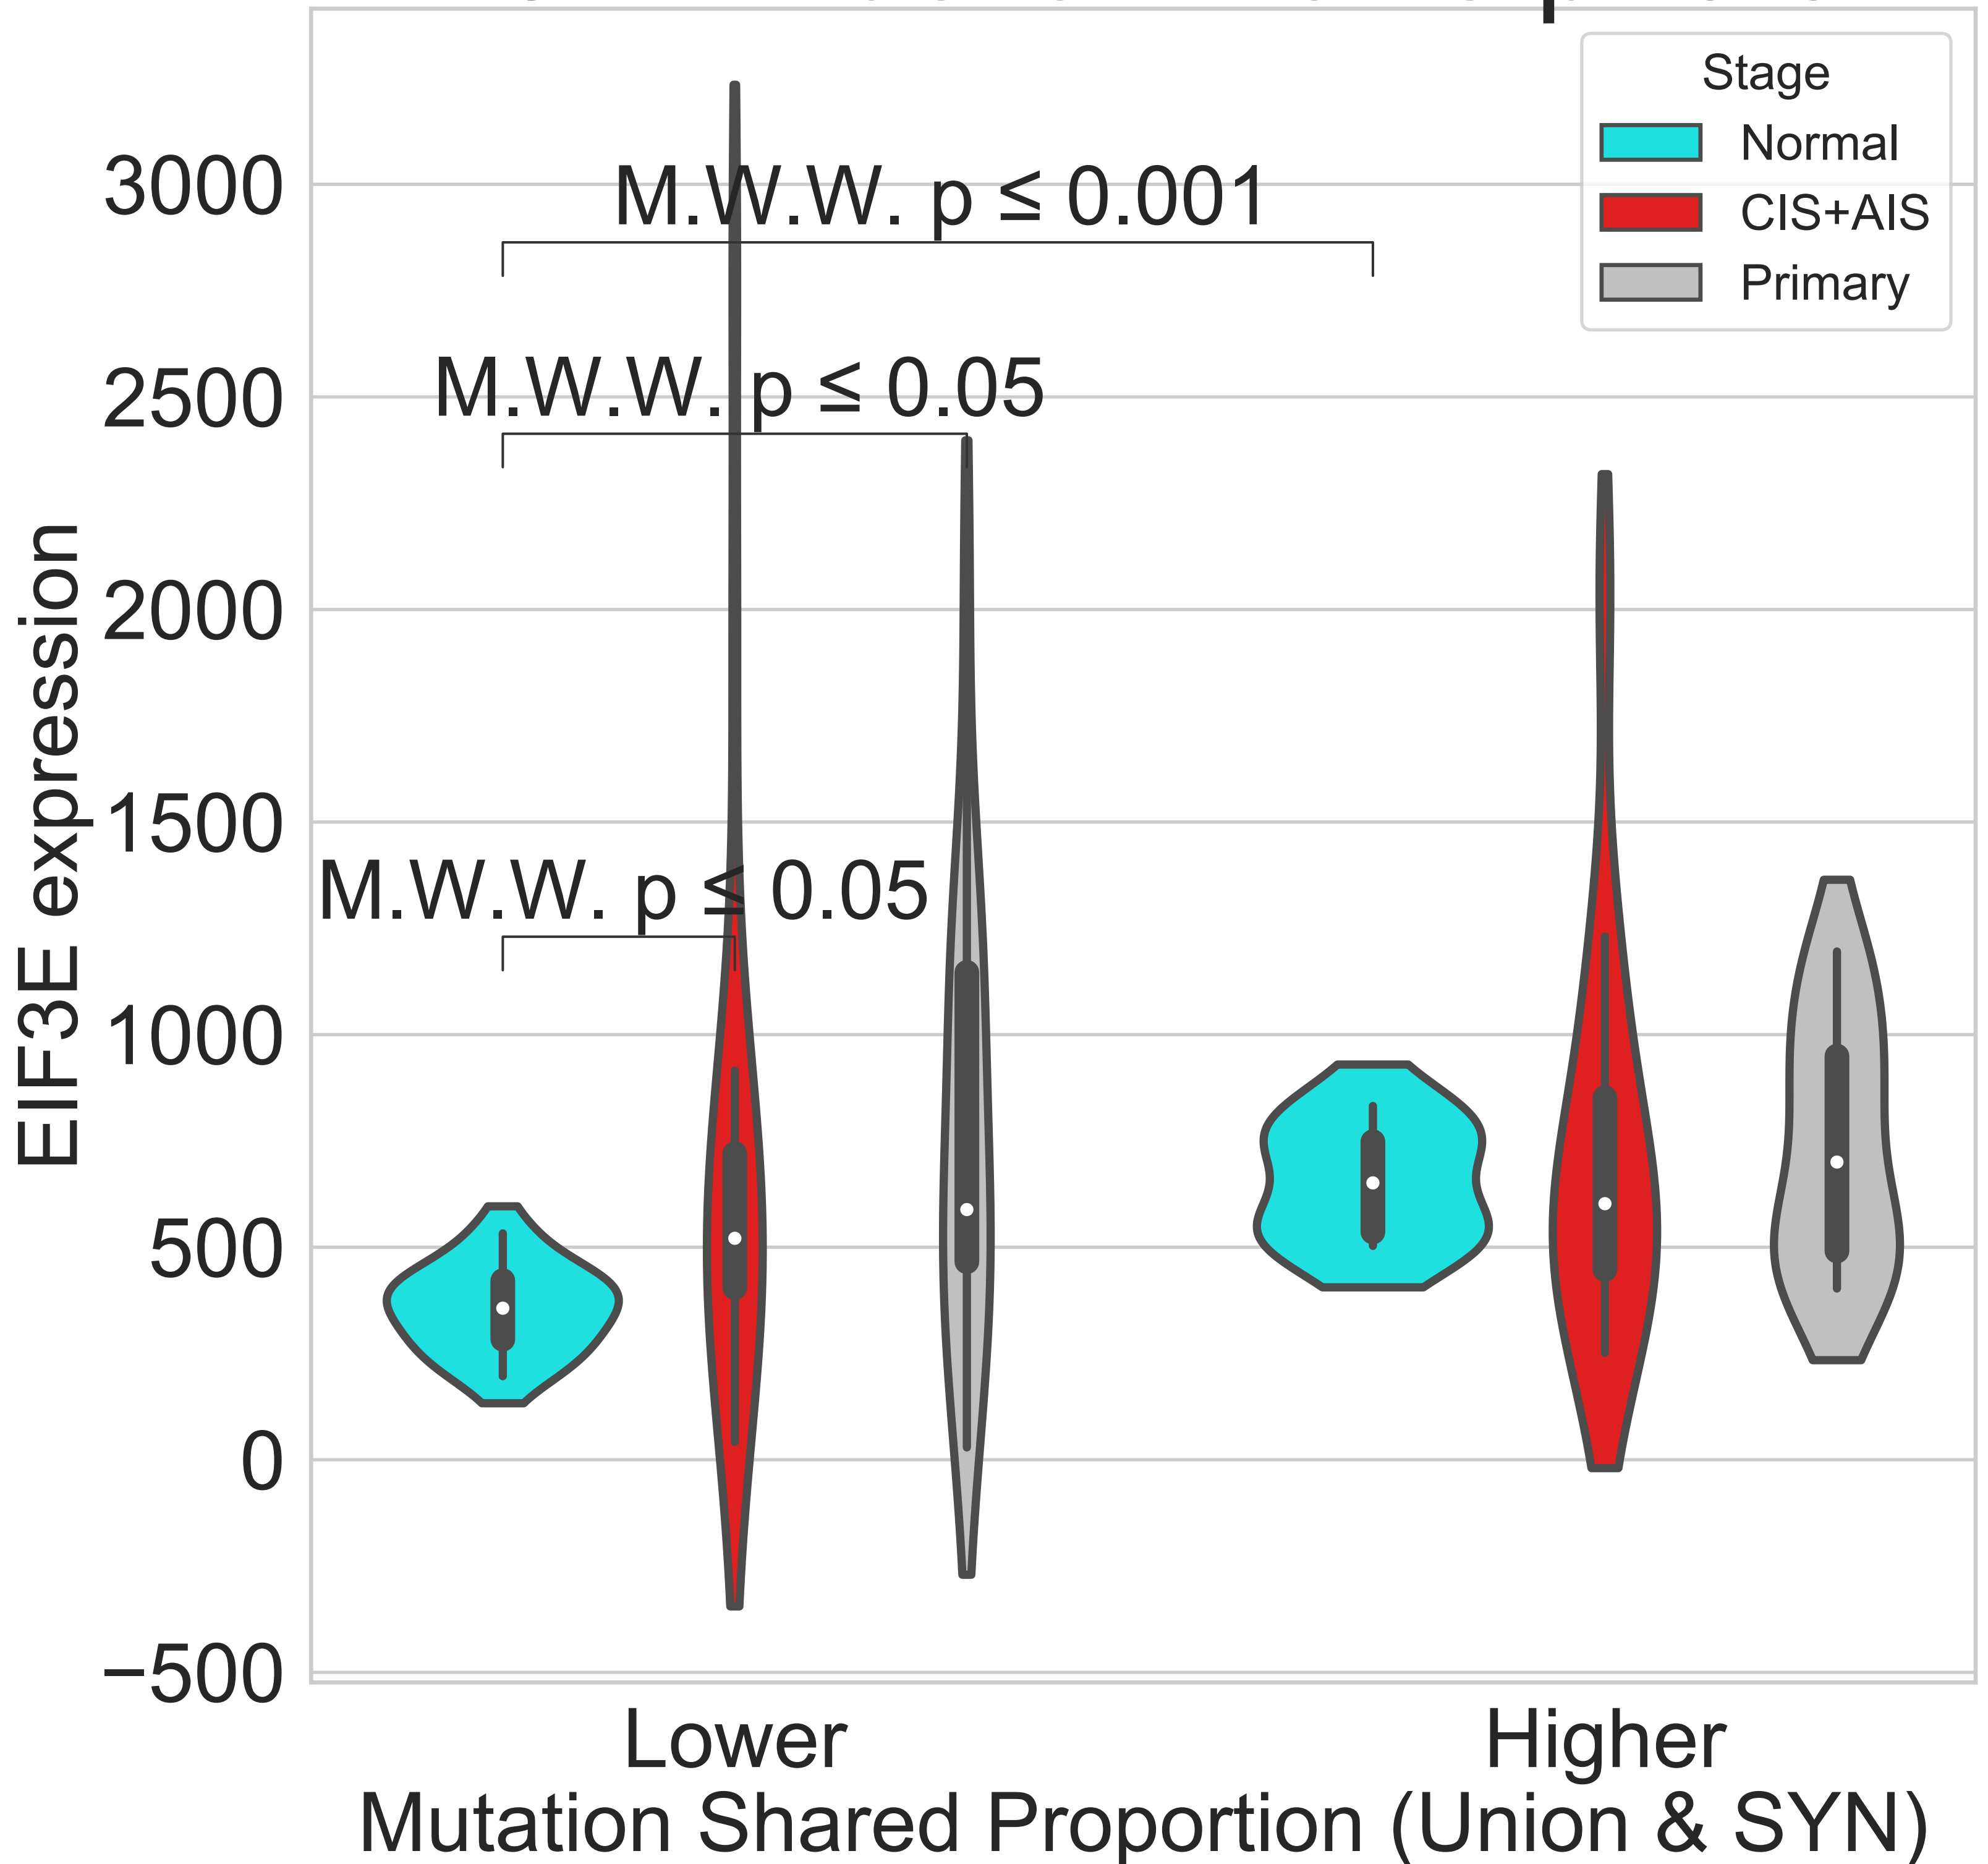 Stage
Normal
CIS+AIS
Primary
M.W.W. p ≤ 0.001
M.W.W. p ≤ 0.05
M.W.W. p ≤ 0.05
EIF3E expression
3000
2500
2000
1500
1000
500
0
−500
Lower
Higher
Mutation Shared Proportion (Union & SYN)